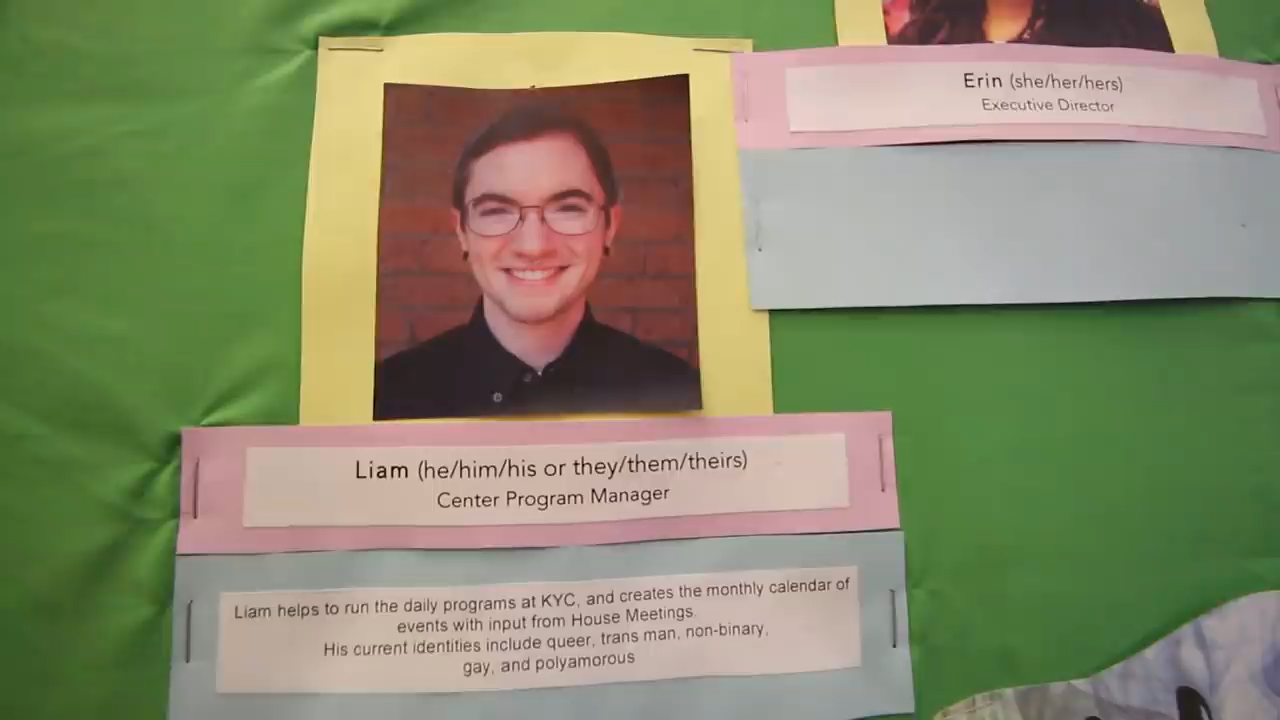 Erin (she/her/hers)
Executive Director
Liam (he/him/his or they/them/theirs)
Center Program Manager
Liam helps to run the daily programs at KYC, and creates the monthly calendar of
events with input from House Meetings.
His current identities include queer, trans man, non-binary,
gay, and polyamorous